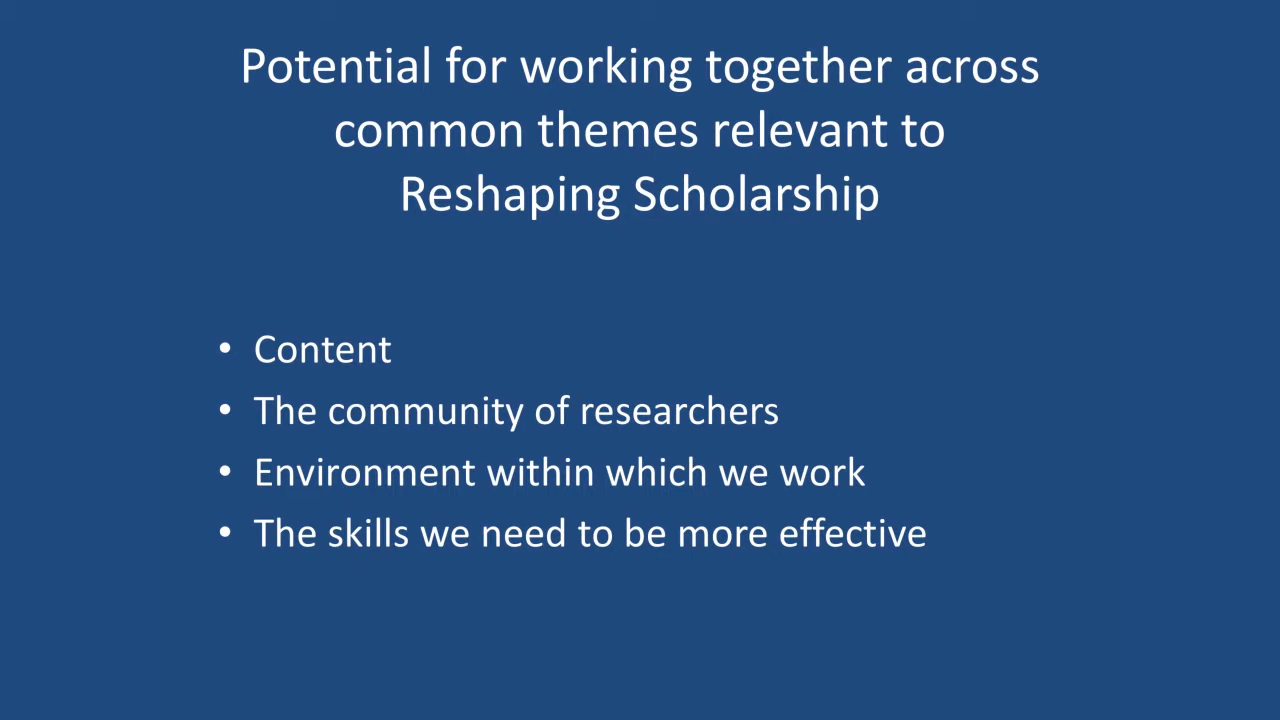 Potential for working together across
common themes relevant to
Reshaping Scholarship
• Content
• The community of researchers
• Environment within which we work
• The skills we need to be more effective